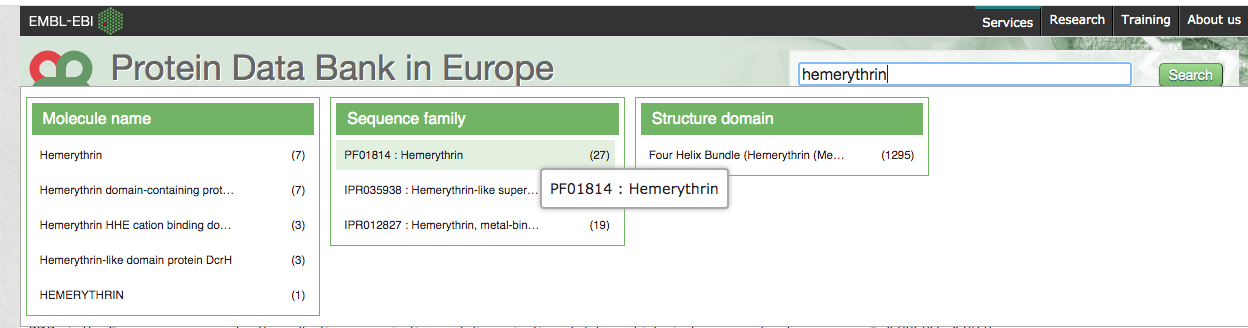 EMBL-EBI
Services Research Training About us
Protein Data Bank in Europe
hemerythrin
Search
Molecule name
Hemerythrin (7)
Hemerythrin domain-containing prot… (7)
Hemerythrin HHE cation binding do… (3)
Hemerythrin-like domain protein DcrH (3)
HEMERYTHRIN (1)
Sequence family
PF01814 : Hemerythrin (27)
IPR035938 : Hemerythrin-like super…
IPR012827 : Hemerythrin, metal-bin… (19)
PF01814 : Hemerythrin
Structure domain
Four Helix Bundle (Hemerythrin (Me… (1295)